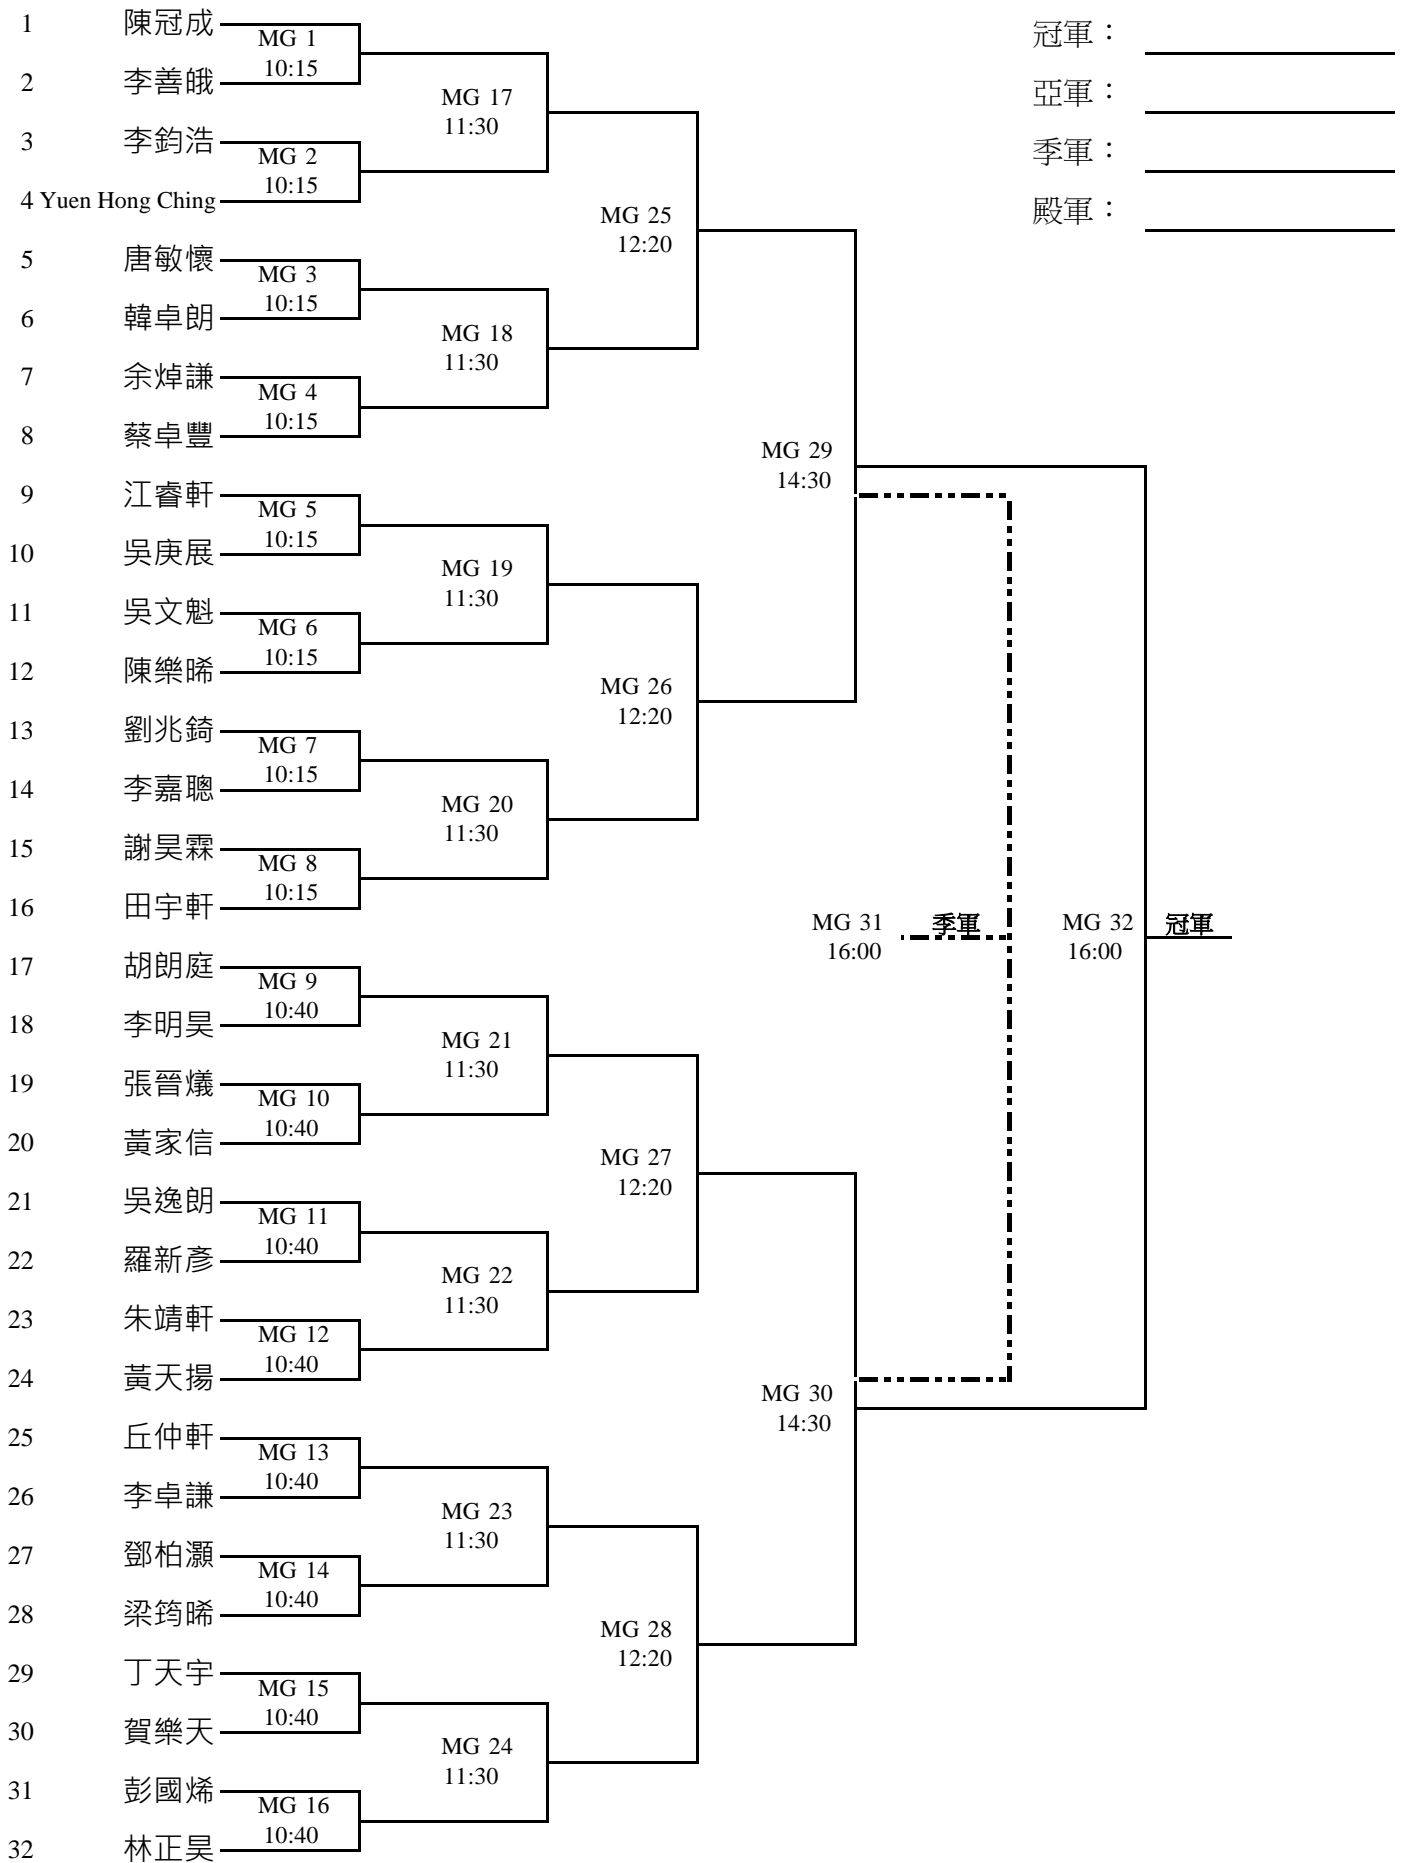 1 陳冠成
MG 1
10:15
2 李善皒
MG 17
11:30
3 李鈞浩
MG 2
10:15
4 Yuen Hong Ching
MG 25
12:20
5 唐敏懷
MG 3
10:15
6 韓卓朗
MG 18
11:30
7 余焯謙
MG 4
10:15
8 蔡卓豐
MG 29
14:30
9 江睿軒
MG 5
10:15
10 吳庚展
MG 19
11:30
11 吳文魁
MG 6
10:15
12 陳樂晞
MG 26
12:20
13 劉兆錡
MG 7
10:15
14 李嘉聰
MG 20
11:30
15 謝昊霖
MG 8
10:15
16 田宇軒
MG 31 季軍
16:00
MG 32 冠軍
16:00
17 胡朗庭
MG 9
10:40
18 李明昊
MG 21
11:30
19 張晉爔
MG 10
10:40
20 黃家信
MG 27
12:20
21 吳逸朗
MG 11
10:40
22 羅新彥
MG 22
11:30
23 朱靖軒
MG 12
10:40
24 黃天揚
MG 30
14:30
25 丘仲軒
MG 13
10:40
26 李卓謙
MG 23
11:30
27 鄧柏灝
MG 14
10:40
28 梁筠晞
MG 28
12:20
29 丁天宇
MG 15
10:40
30 賀樂天
MG 24
11:30
31 彭國烯
MG 16
10:40
32 林正昊
冠軍：
亞軍：
季軍：
殿軍：